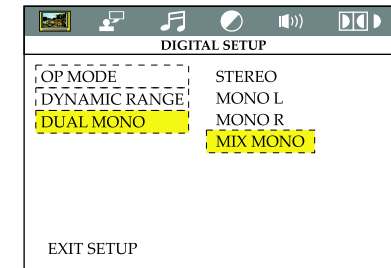 DIGITAL SETUP
OP MODE
DYNAMIC RANGE
DUAL MONO
STEREO
MONO L
MONO R
MIX MONO
EXIT SETUP